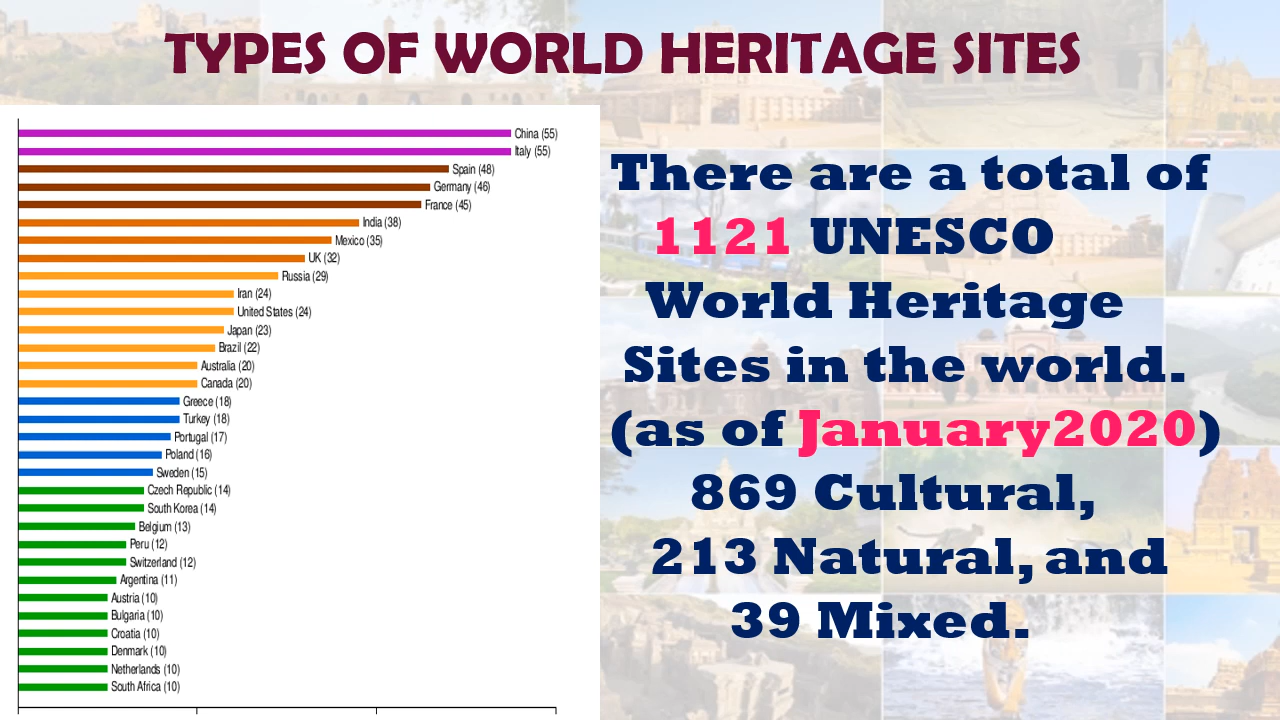 TYPES OF WORLD HERITAGE SITES
China (55)
Italy (55)
Spain (48)
Germany (46)
France (45)
India (38)
Mexico (35)
UK (32)
Russia (29)
Iran (24)
United States (24)
Japan (23)
Brazil (22)
Australia (20)
Canada (20)
Greece (18)
Turkey (18)
Portugal (17)
Poland (16)
Sweden (15)
Czech Republic (14)
South Korea (14)
Belgium (13)
Peru (12)
Switzerland (12)
Argentina (11)
Austria (10)
Bulgaria (10)
Croatia (10)
Denmark (10)
Netherlands (10)
South Africa (10)
There are a total of
1121 UNESCO
World Heritage
Sites in the world.
(as of January2020)
869 Cultural,
213 Natural, and
39 Mixed.